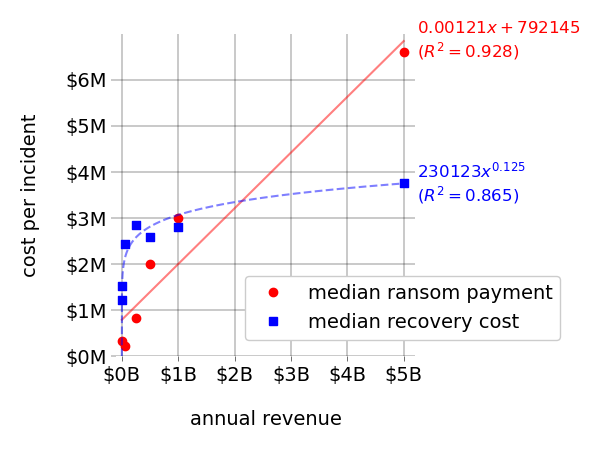 0.00121x + 792145
(R² = 0.928)
$6M
$5M
$4M
230123x^0.125
(R² = 0.865)
$3M
$2M
$1M
$0M
cost per incident
median ransom payment
median recovery cost
$0B $1B $2B $3B $4B $5B
annual revenue